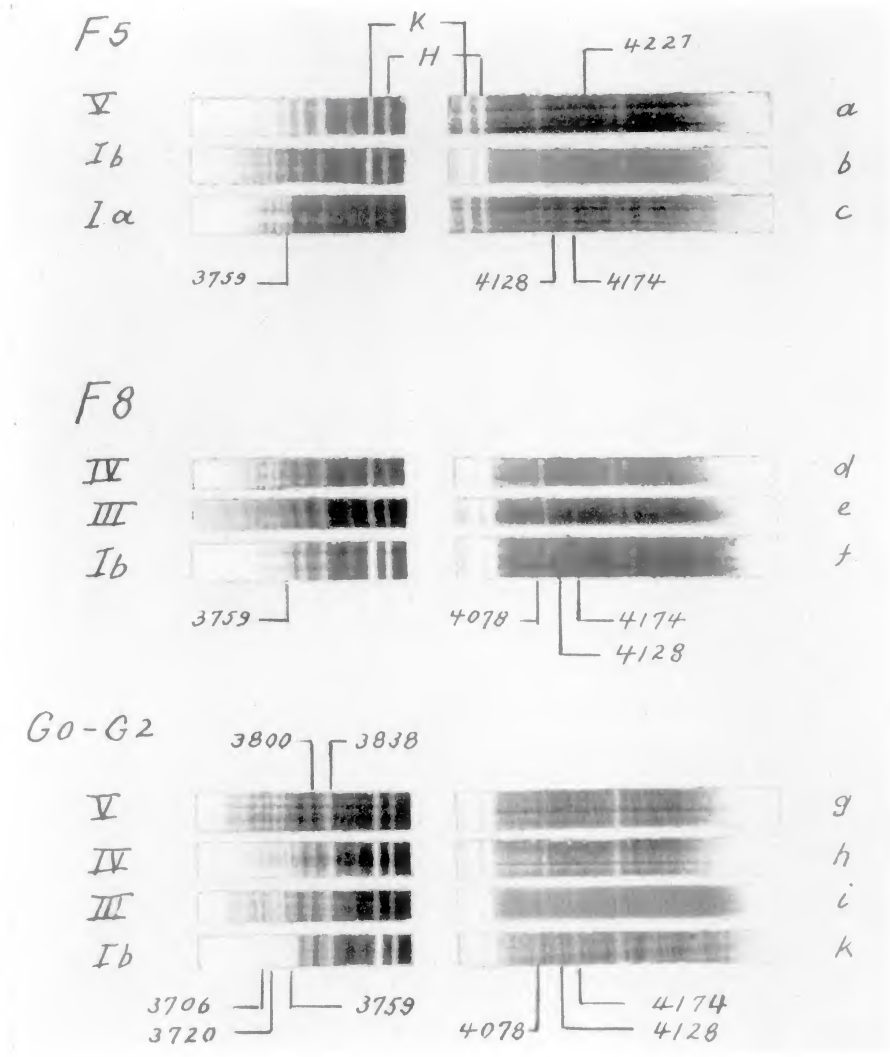 F5
K
H
4227
V a
Ib b
Ia c
3759 4128 4174
F8
IV d
III e
Ib f
3759 4078 4174
4128
Go-G2
3800 3838
V g
IV h
III i
Ib k
3706 3759 4174
3720 4078 4128